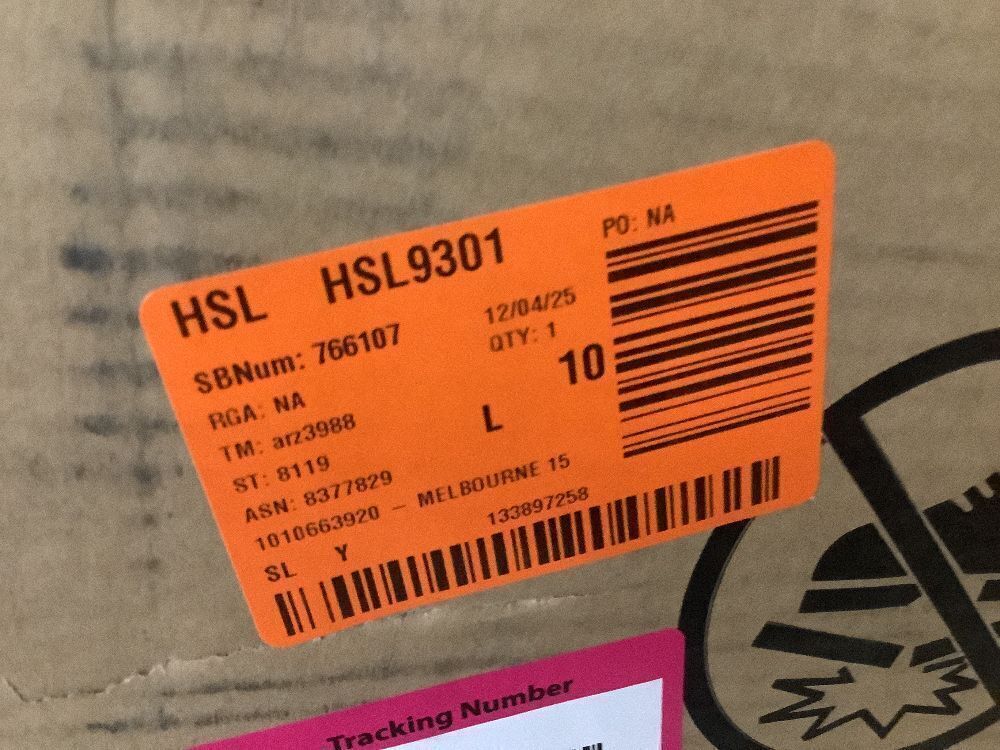 HSL HSL9301 PO: NA
SBNum: 766107 12/04/25
RGA: NA QTY: 1
TM: arz3988 L 10
ST: 8119
ASN: 8377829
1010663920 - MELBOURNE 15
SL Y 133897258
Tracking Number